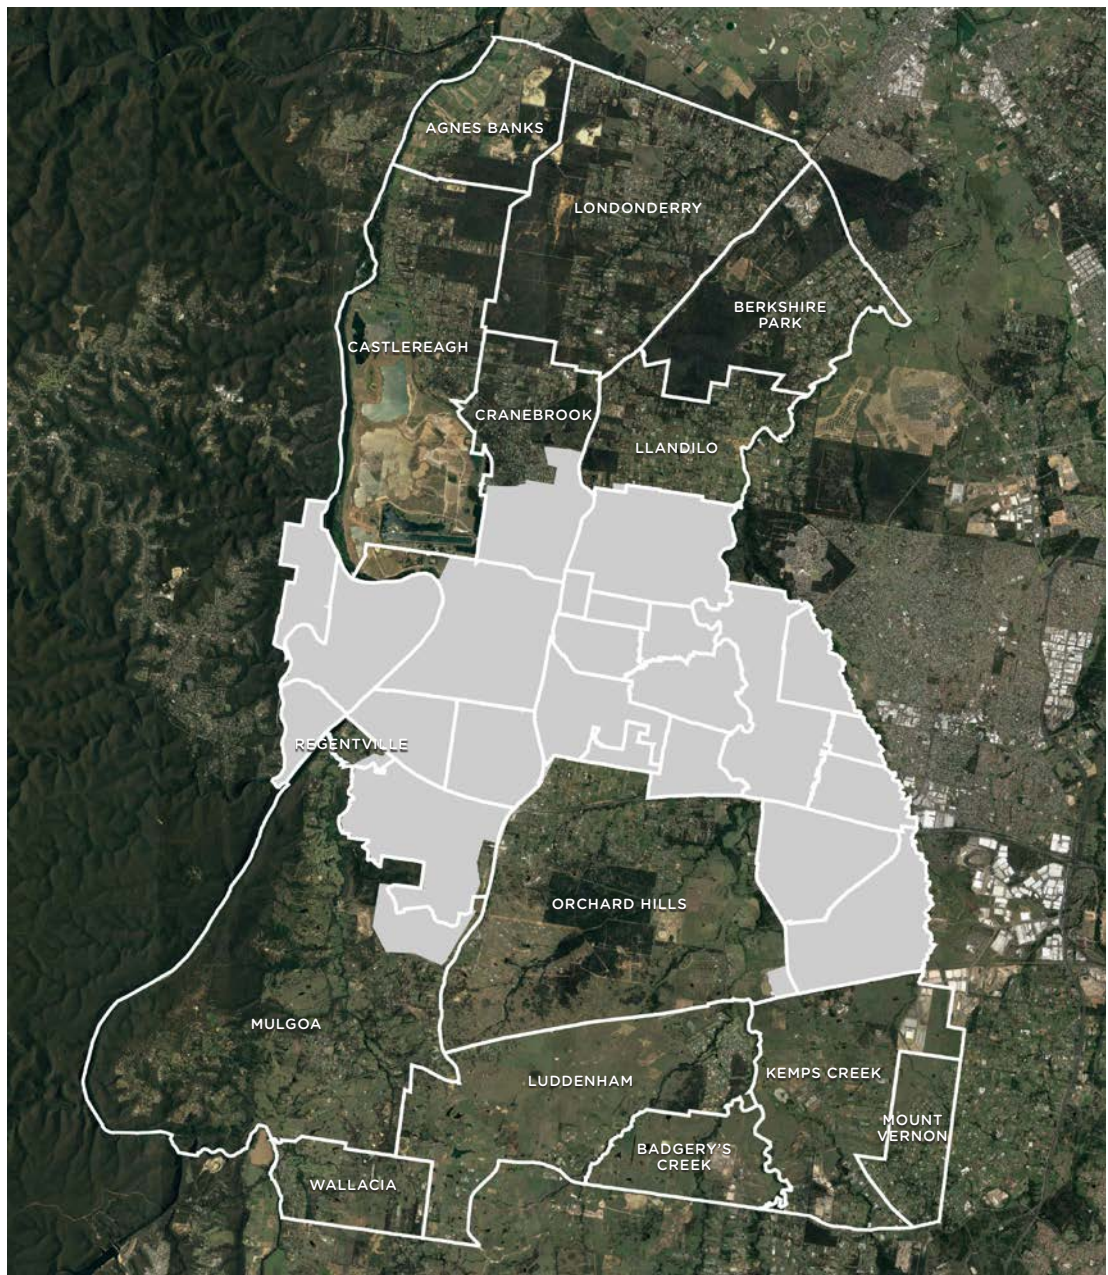 AGNES BANKS
LONDONDERRY
BERKSHIRE
PARK
CASTLEREAGH
CRANEBROOK
LLANDILO
REGENTVILLE
ORCHARD HILLS
MULGOA
LUDDENHAM
KEMPS CREEK
MOUNT
VERNON
BADGERY'S
CREEK
WALLACIA